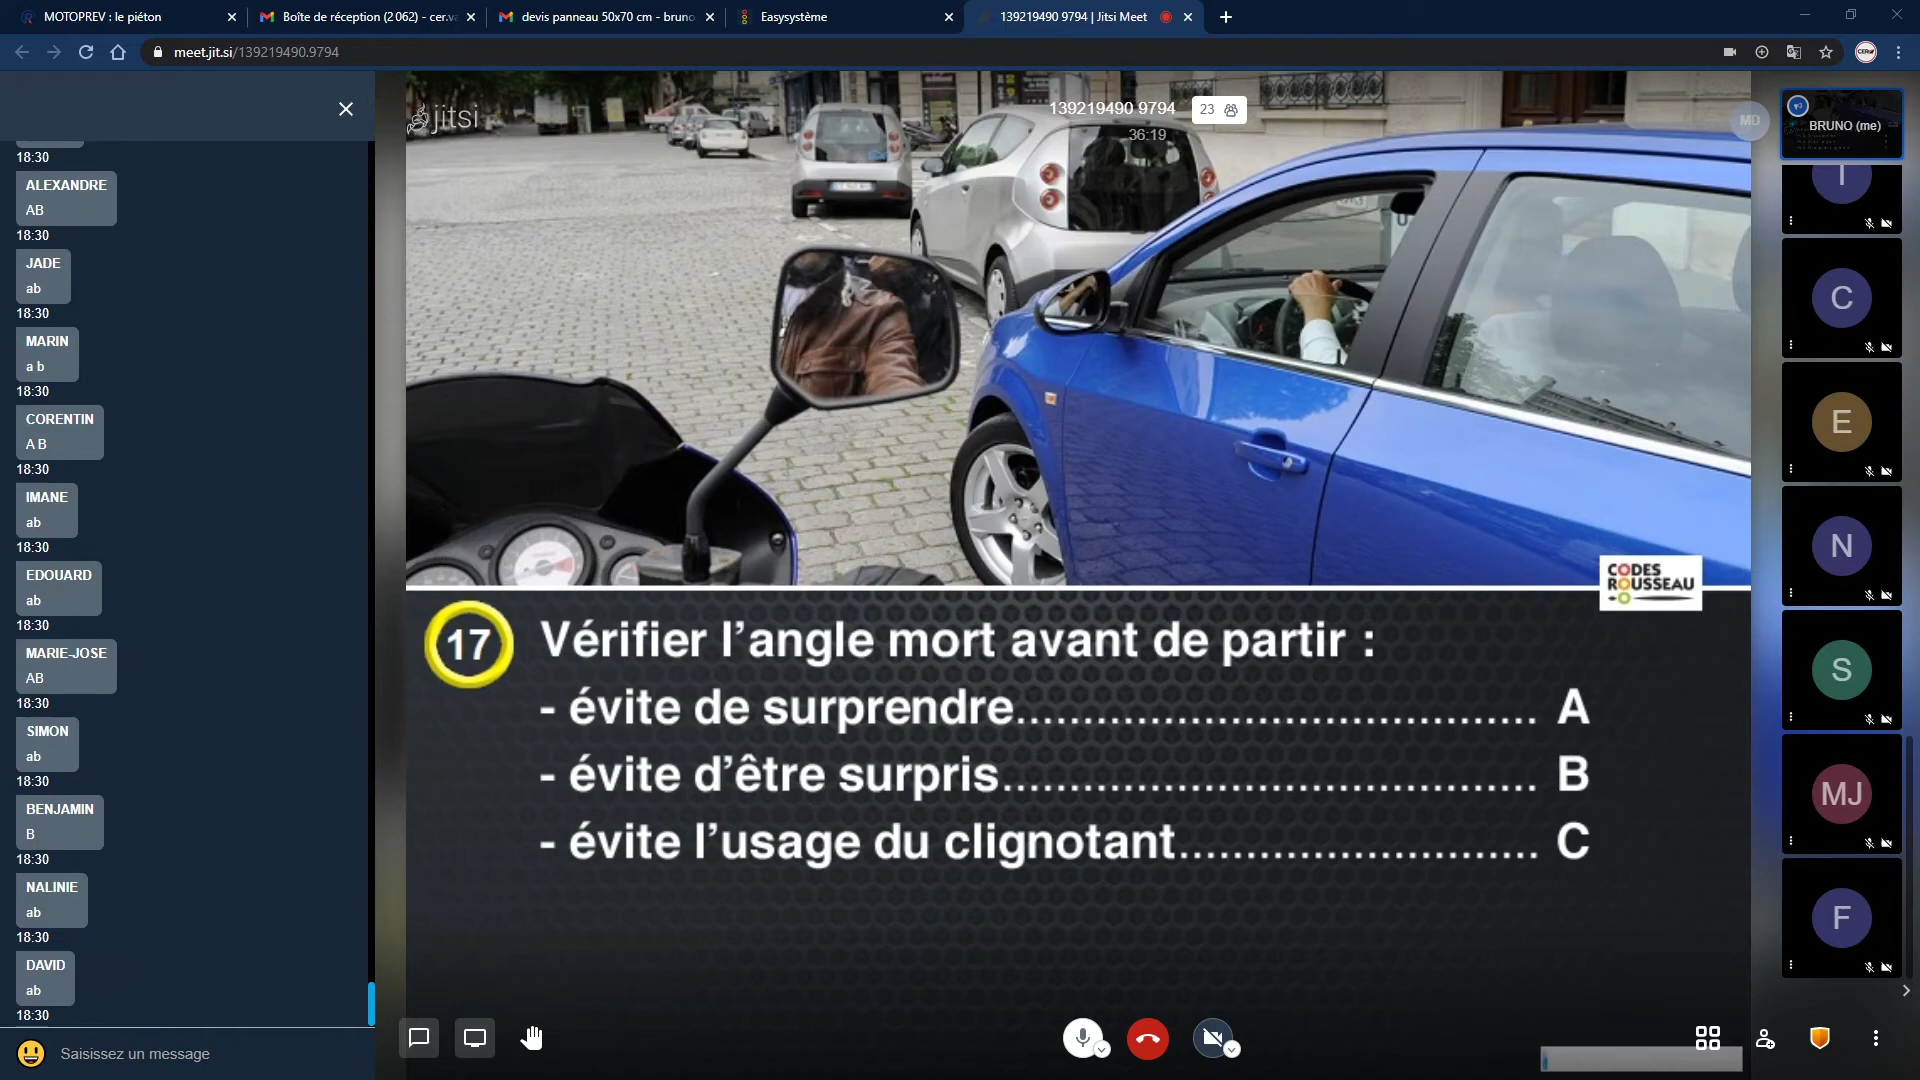 MOTOPREV : le piéton
Boîte de réception (2 062) - cer.va
devis panneau 50x70 cm - bruno
Easysystème
139219490 9794 | Jitsi Meet
meet.jit.si/139219490.9794
18:30
ALEXANDRE
AB
18:30
JADE
ab
18:30
MARIN
a b
18:30
CORENTIN
A B
18:30
IMANE
ab
18:30
EDOUARD
ab
18:30
MARIE-JOSE
AB
18:30
SIMON
ab
18:30
BENJAMIN
B
18:30
NALINIE
ab
18:30
DAVID
ab
18:30
Saisissez un message
jitsi
139219490 9794
23
36:19
MD
CODES
ROUSSEAU
17 Vérifier l'angle mort avant de partir :
- évite de surprendre.................................... A
- évite d'être surpris..................................... B
- évite l'usage du clignotant......................... C
BRUNO (me)
I
C
E
N
S
MJ
F